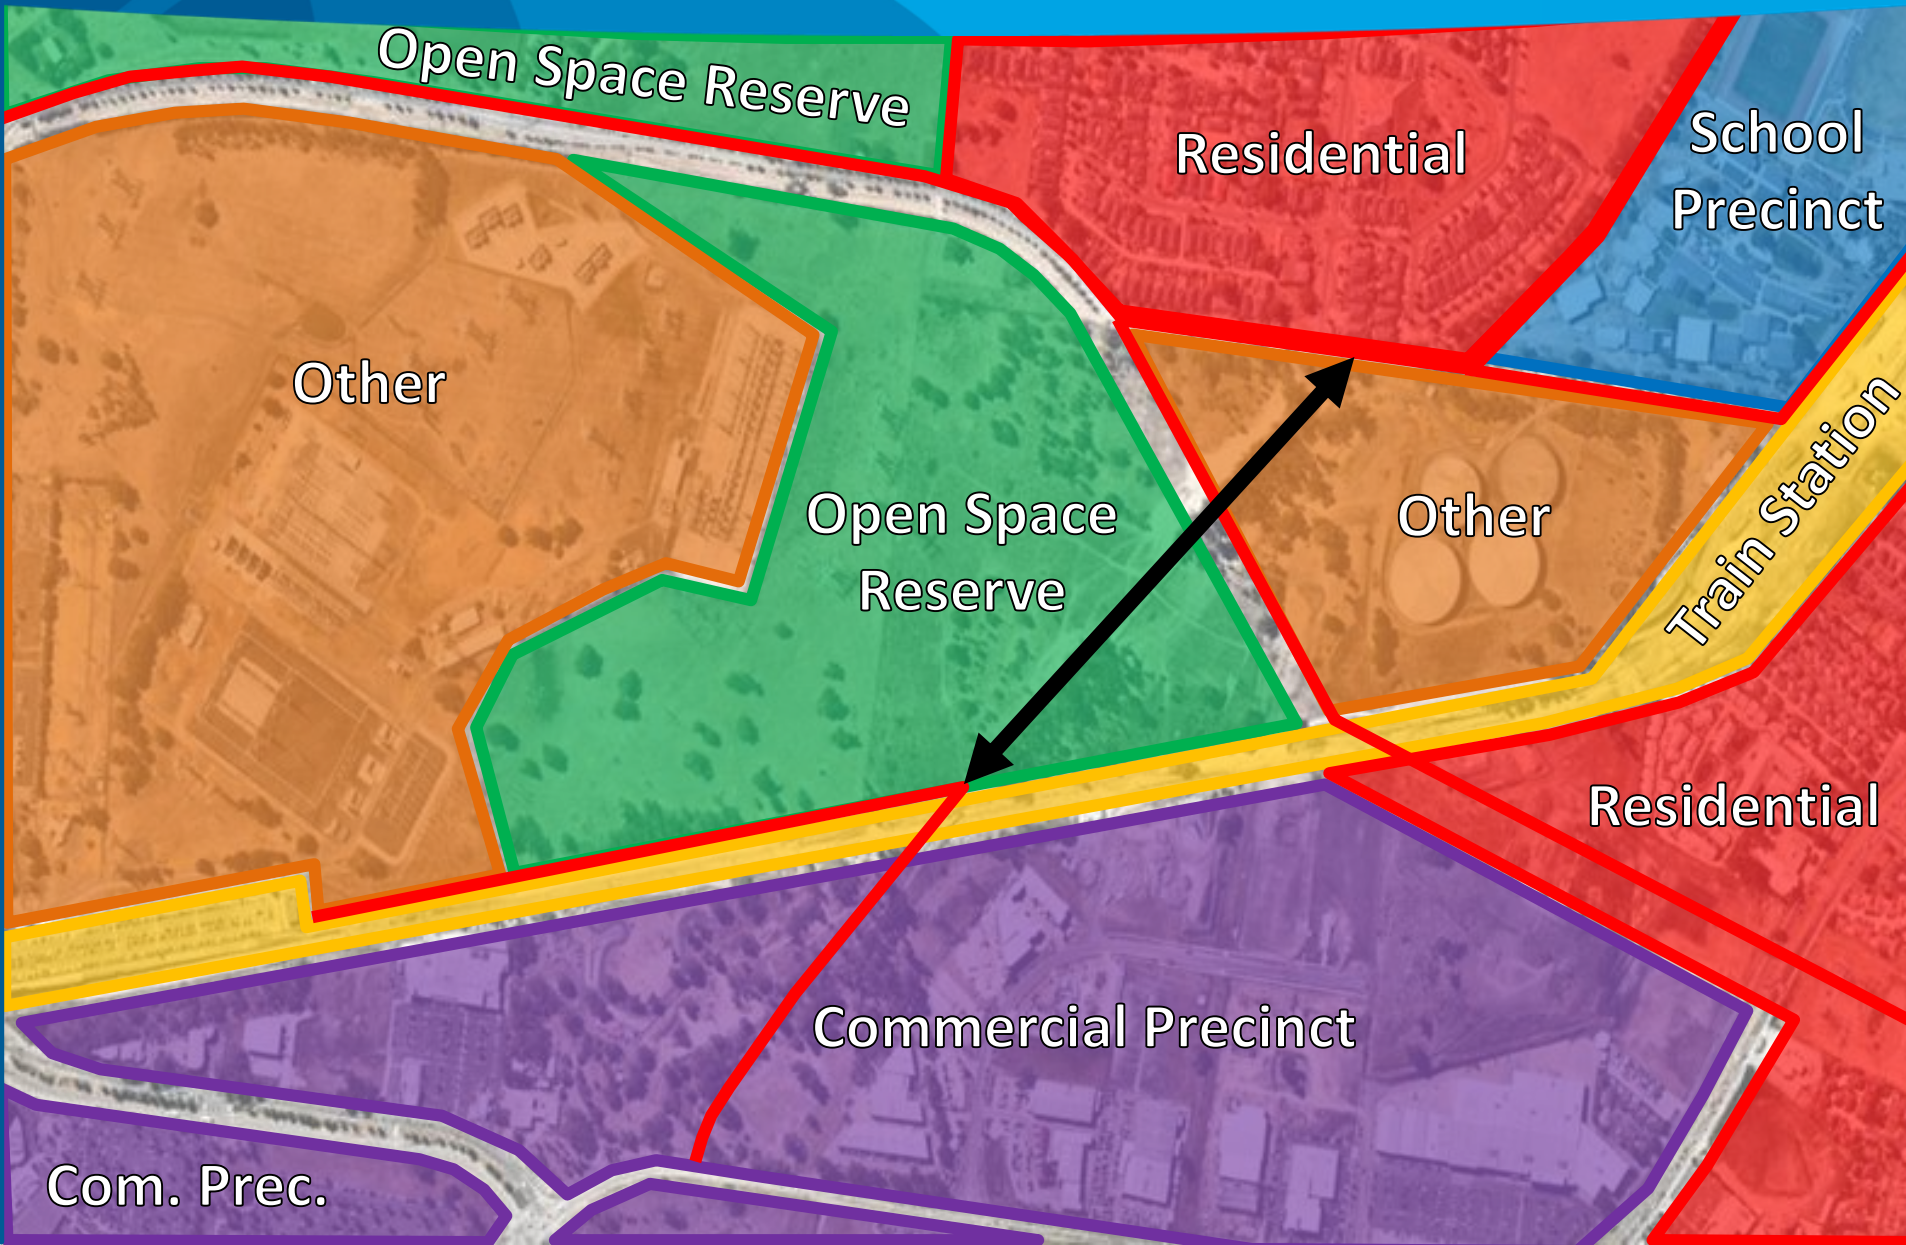 Open Space Reserve
Residential
School
Precinct
Other
Open Space
Reserve
Other
Train Station
Residential
Commercial Precinct
Com. Prec.